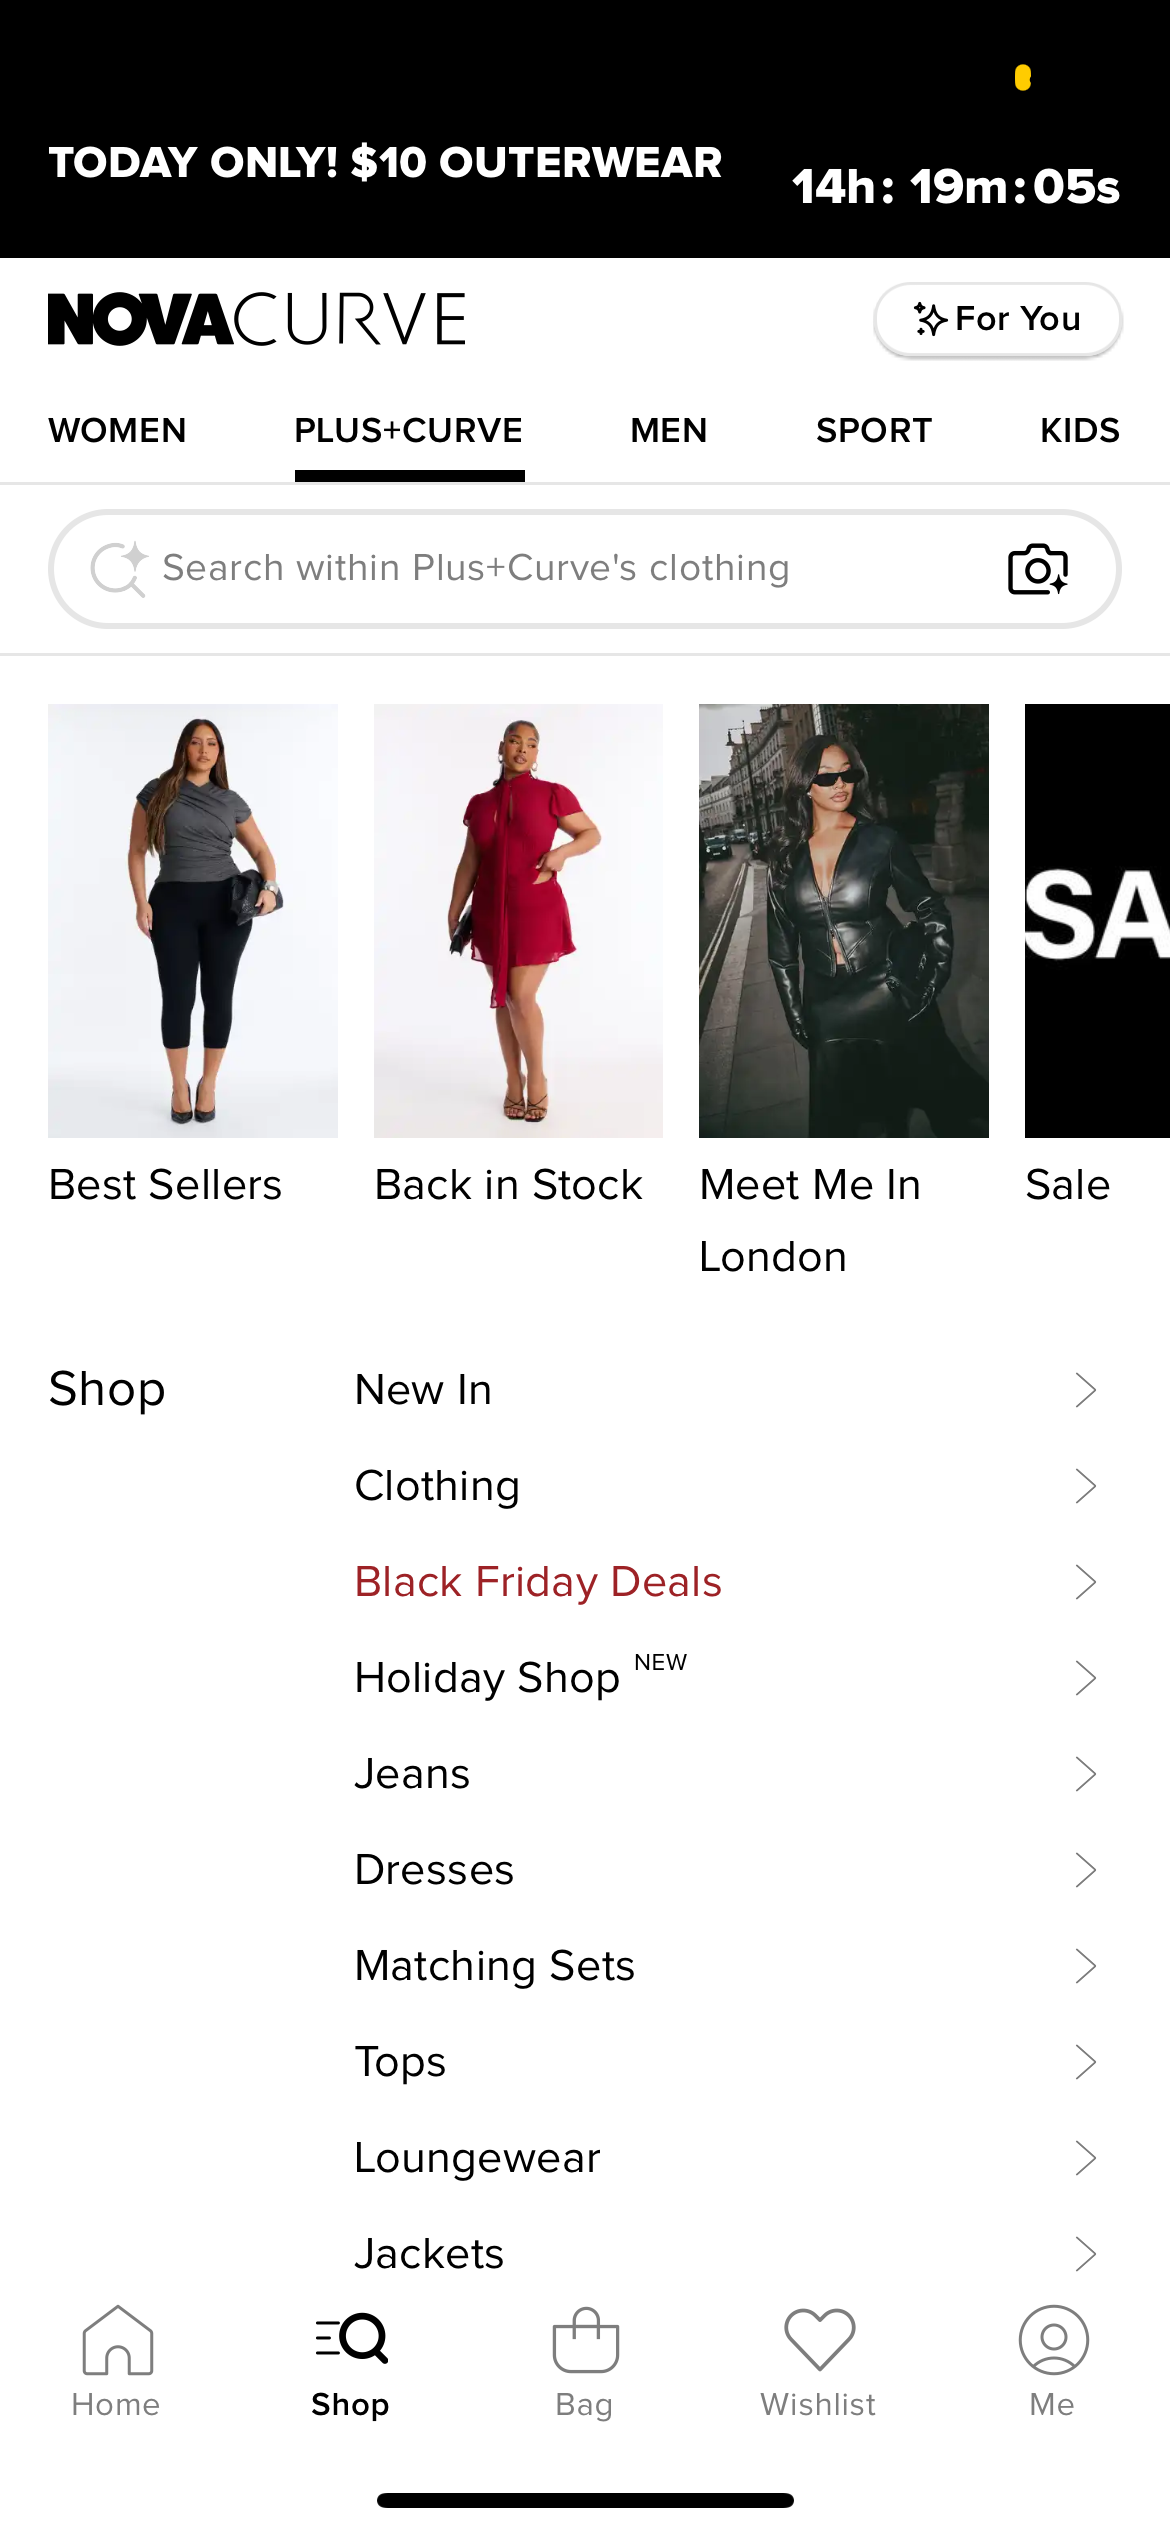 TODAY ONLY! $10 OUTERWEAR
14h: 19m:05s
NOVACURVE
For You
WOMEN PLUS+CURVE MEN SPORT KIDS
Search within Plus+Curve's clothing
SA
Best Sellers
Back in Stock
Meet Me In
London
Sale
Shop
New In
Clothing
Black Friday Deals
Holiday Shop NEW
Jeans
Dresses
Matching Sets
Tops
Loungewear
Jackets
Home Shop Bag Wishlist Me